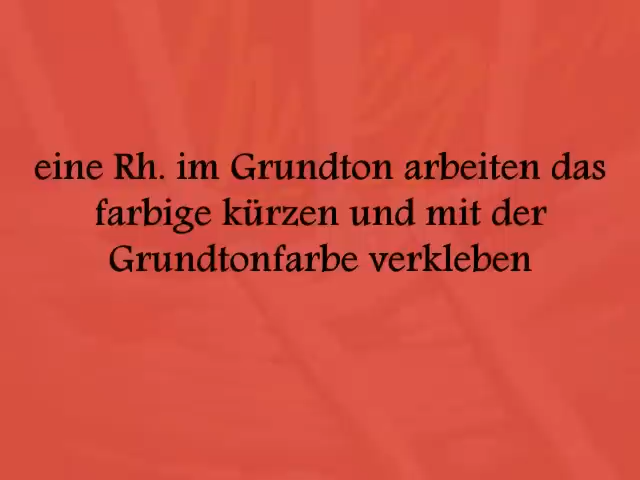 eine Rh. im Grundton arbeiten das
farbige kürzen und mit der
Grundtonfarbe verkleben